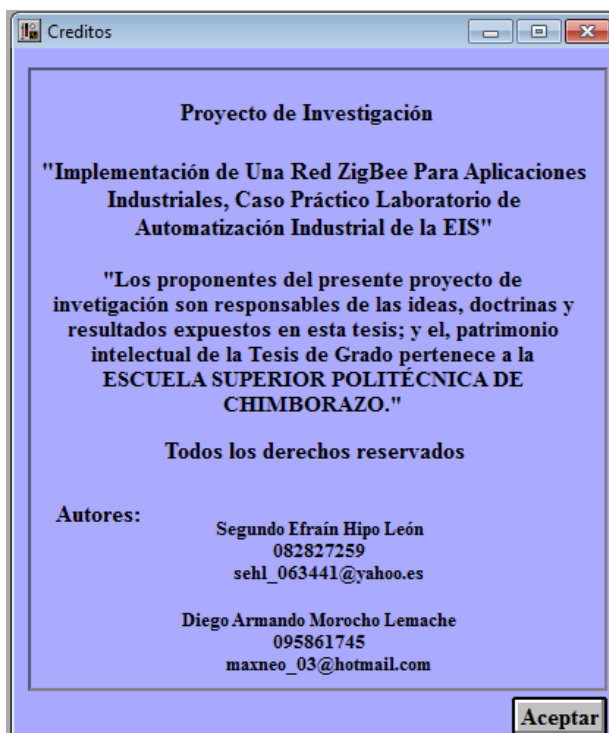 Creditos
Proyecto de Investigación
"Implementación de Una Red ZigBee Para Aplicaciones
Industriales, Caso Práctico Laboratorio de
Automatización Industrial de la EIS"
"Los proponentes del presente proyecto de
invetigación son responsables de las ideas, doctrinas y
resultados expuestos en esta tesis; y el, patrimonio
intelectual de la Tesis de Grado pertenece a la
ESCUELA SUPERIOR POLITÉCNICA DE
CHIMBORAZO."
Todos los derechos reservados
Autores:
Segundo Efraín Hipo León
082827259
sehl_063441@yahoo.es
Diego Armando Morocho Lemache
095861745
maxneo_03@hotmail.com
Aceptar